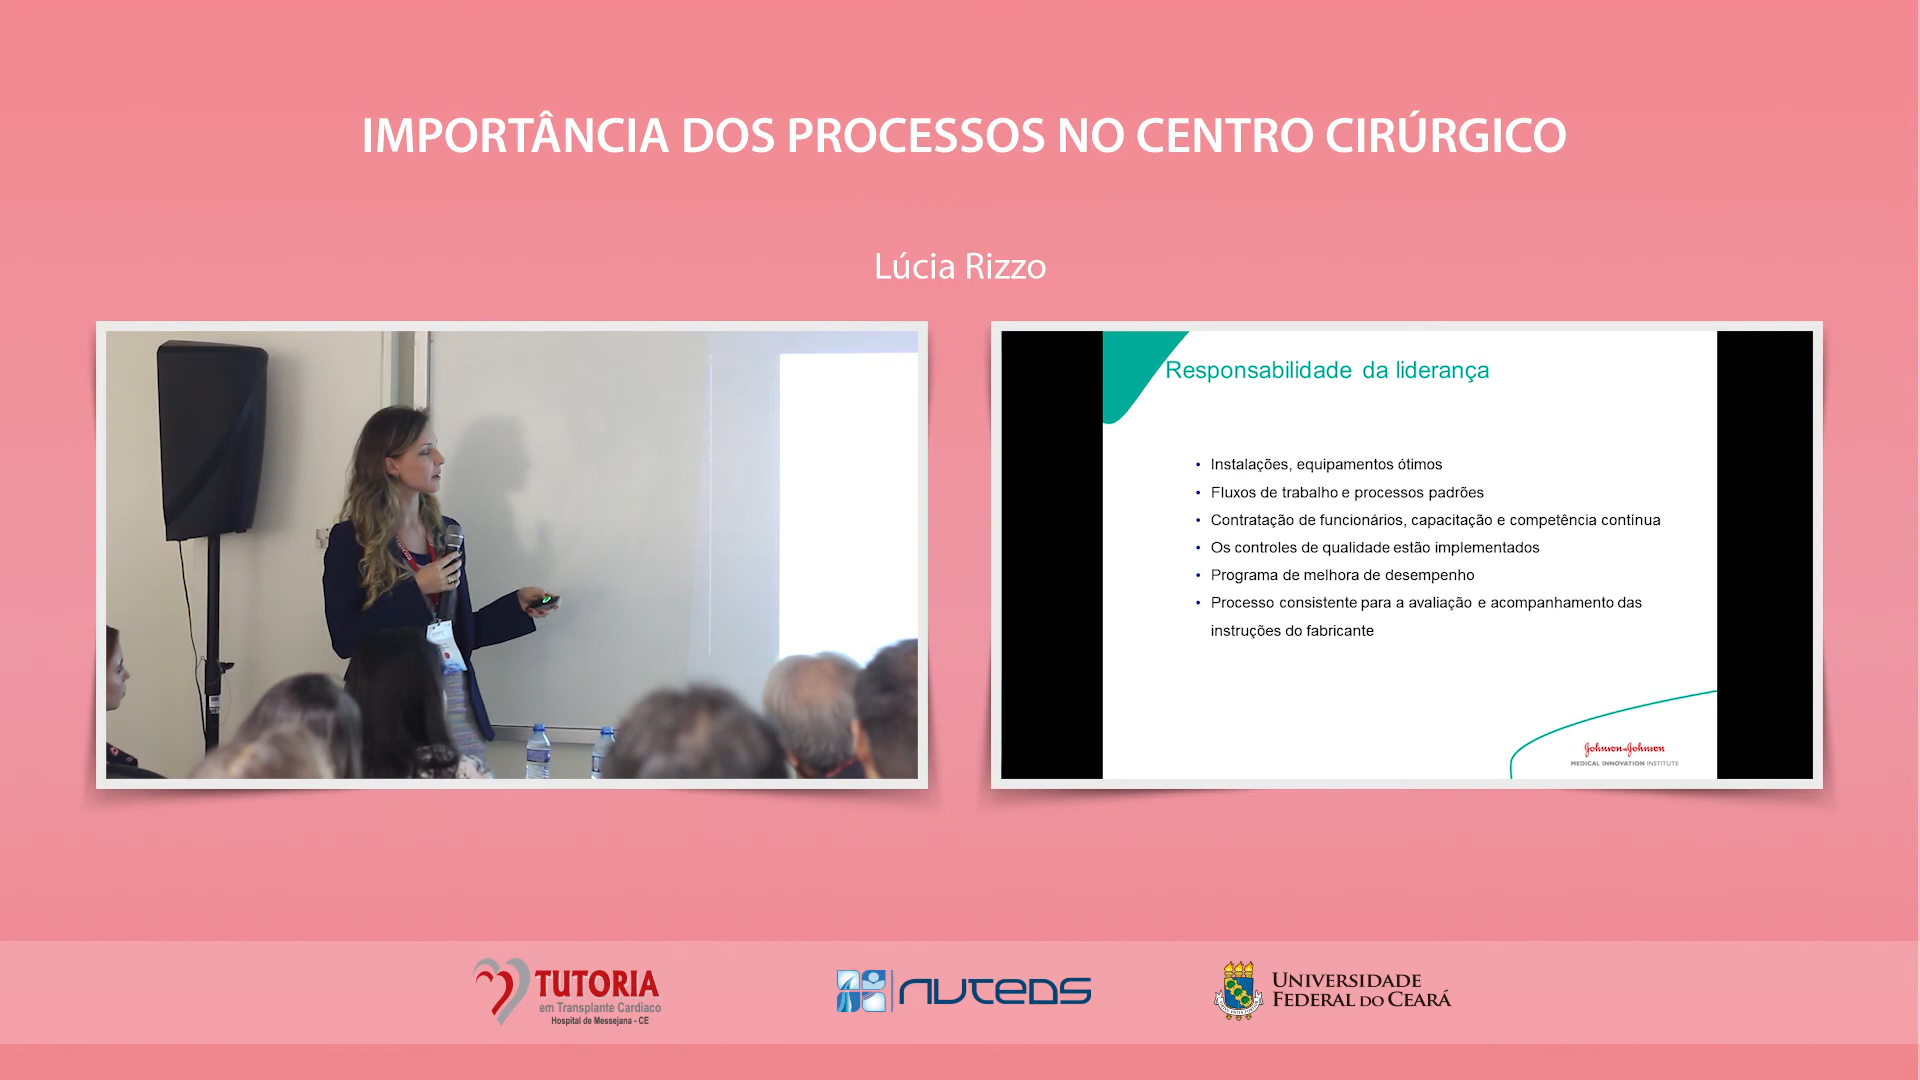 IMPORTÂNCIA DOS PROCESSOS NO CENTRO CIRÚRGICO
Lúcia Rizzo
Responsabilidade da liderança
• Instalações, equipamentos ótimos
• Fluxos de trabalho e processos padrões
• Contratação de funcionários, capacitação e competência contínua
• Os controles de qualidade estão implementados
• Programa de melhora de desempenho
• Processo consistente para a avaliação e acompanhamento das
instruções do fabricante
Johnson & Johnson
MEDICAL INNOVATION INSTITUTE
TUTORIA
em Transplante Cardíaco
Hospital de Messejana - CE
NUTEDS
UNIVERSIDADE
FEDERAL DO CEARÁ